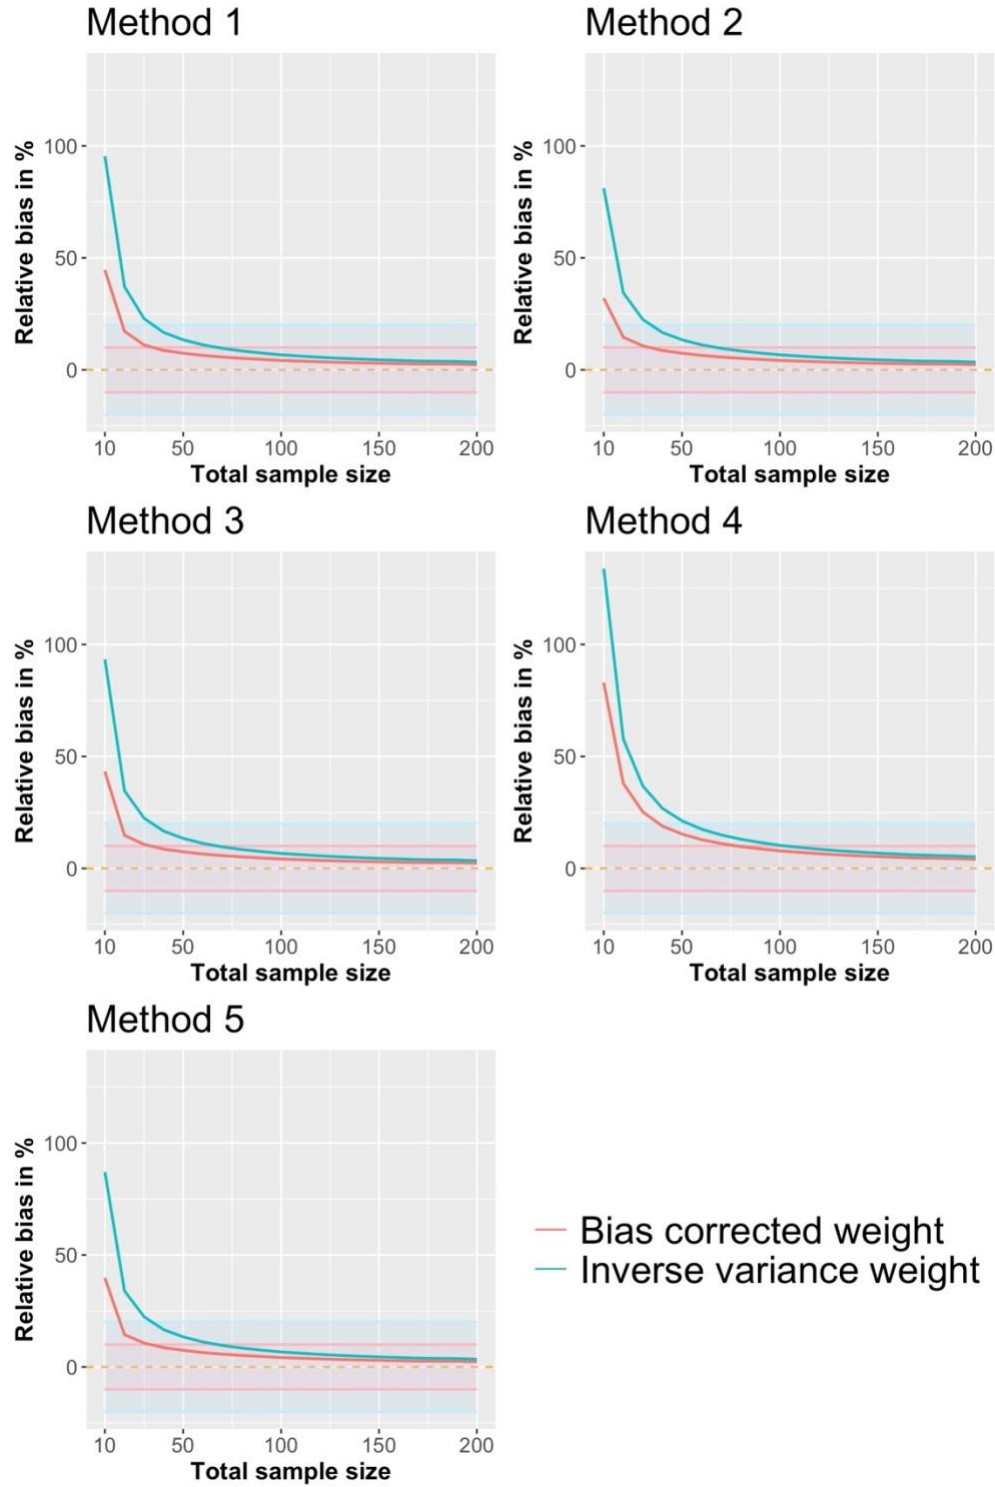 Method 1
Relative bias in %
100
50
0
10 50 100 150 200
Total sample size
Method 2
Relative bias in %
100
50
0
10 50 100 150 200
Total sample size
Method 3
Relative bias in %
100
50
0
10 50 100 150 200
Total sample size
Method 4
Relative bias in %
100
50
0
10 50 100 150 200
Total sample size
Method 5
Relative bias in %
100
50
0
10 50 100 150 200
Total sample size
Bias corrected weight
Inverse variance weight